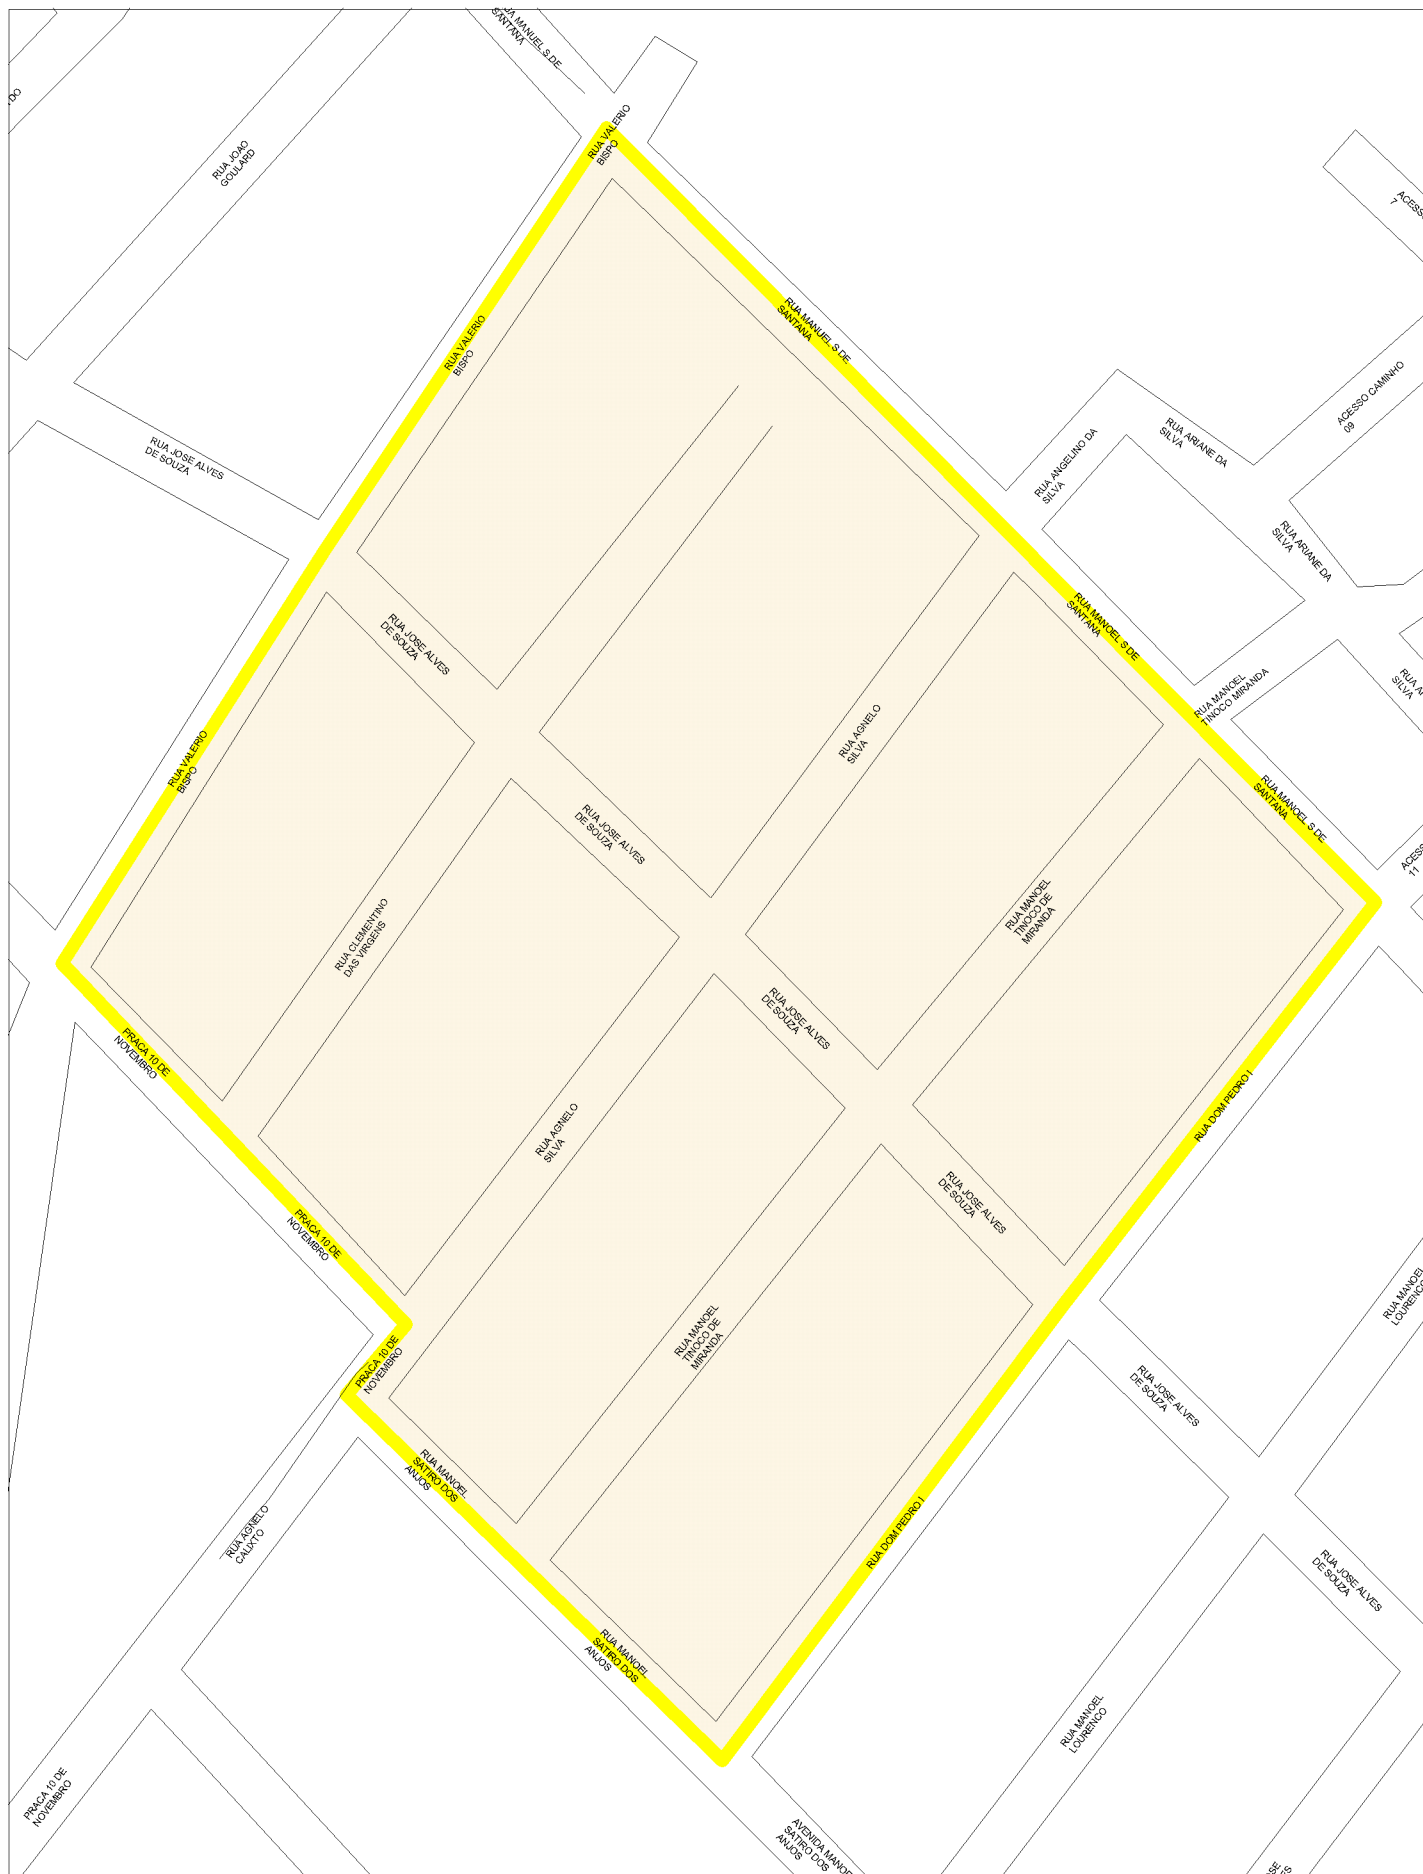 RUA MANUEL S DE
SANTANA
RUA JOAO
GOULARD
RUA VALERIO
BISPO
RUA MANUEL S DE
SANTANA
RUA VALERIO
BISPO
ACESSO CAMINHO
09
RUA ARIANE DA
SILVA
RUA ANGELINO DA
SILVA
RUA JOSE ALVES
DE SOUZA
RUA ARIANE DA
SILVA
RUA MANOEL S DE
SANTANA
RUA JOSE ALVES
DE SOUZA
RUA MANOEL
TINOCO MIRANDA
SILVA
RUA AGNELO
SILVA
RUA VALERIO
BISPO
RUA MANOEL S DE
SANTANA
RUA JOSE ALVES
DE SOUZA
11
RUA MANOEL
TINOCO DE
MIRANDA
RUA CLEMENTINO
DAS VIRGENS
RUA JOSE ALVES
DE SOUZA
PRACA 10 DE
NOVEMBRO
RUA DOM PEDRO I
RUA AGNELO
SILVA
RUA JOSE ALVES
DE SOUZA
PRACA 10 DE
NOVEMBRO
RUA MANOEL
LOURENCO
RUA MANOEL
TINOCO DE
MIRANDA
PRACA 10 DE
NOVEMBRO
RUA JOSE ALVES
DE SOUZA
RUA MANOEL
SATIRO DOS
ANJOS
RUA DOM PEDRO I
RUA AGNELO
CALIXTO
RUA JOSE ALVES
DE SOUZA
RUA MANOEL
SATIRO DOS
ANJOS
RUA MANOEL
LOURENCO
PRACA 10 DE
NOVEMBRO
AVENIDA MANOEL
SATIRO DOS
ANJOS